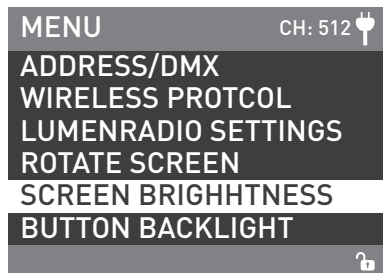 MENU CH: 512
ADDRESS/DMX
WIRELESS PROTCOL
LUMENRADIO SETTINGS
ROTATE SCREEN
SCREEN BRIGHHTNESS
BUTTON BACKLIGHT